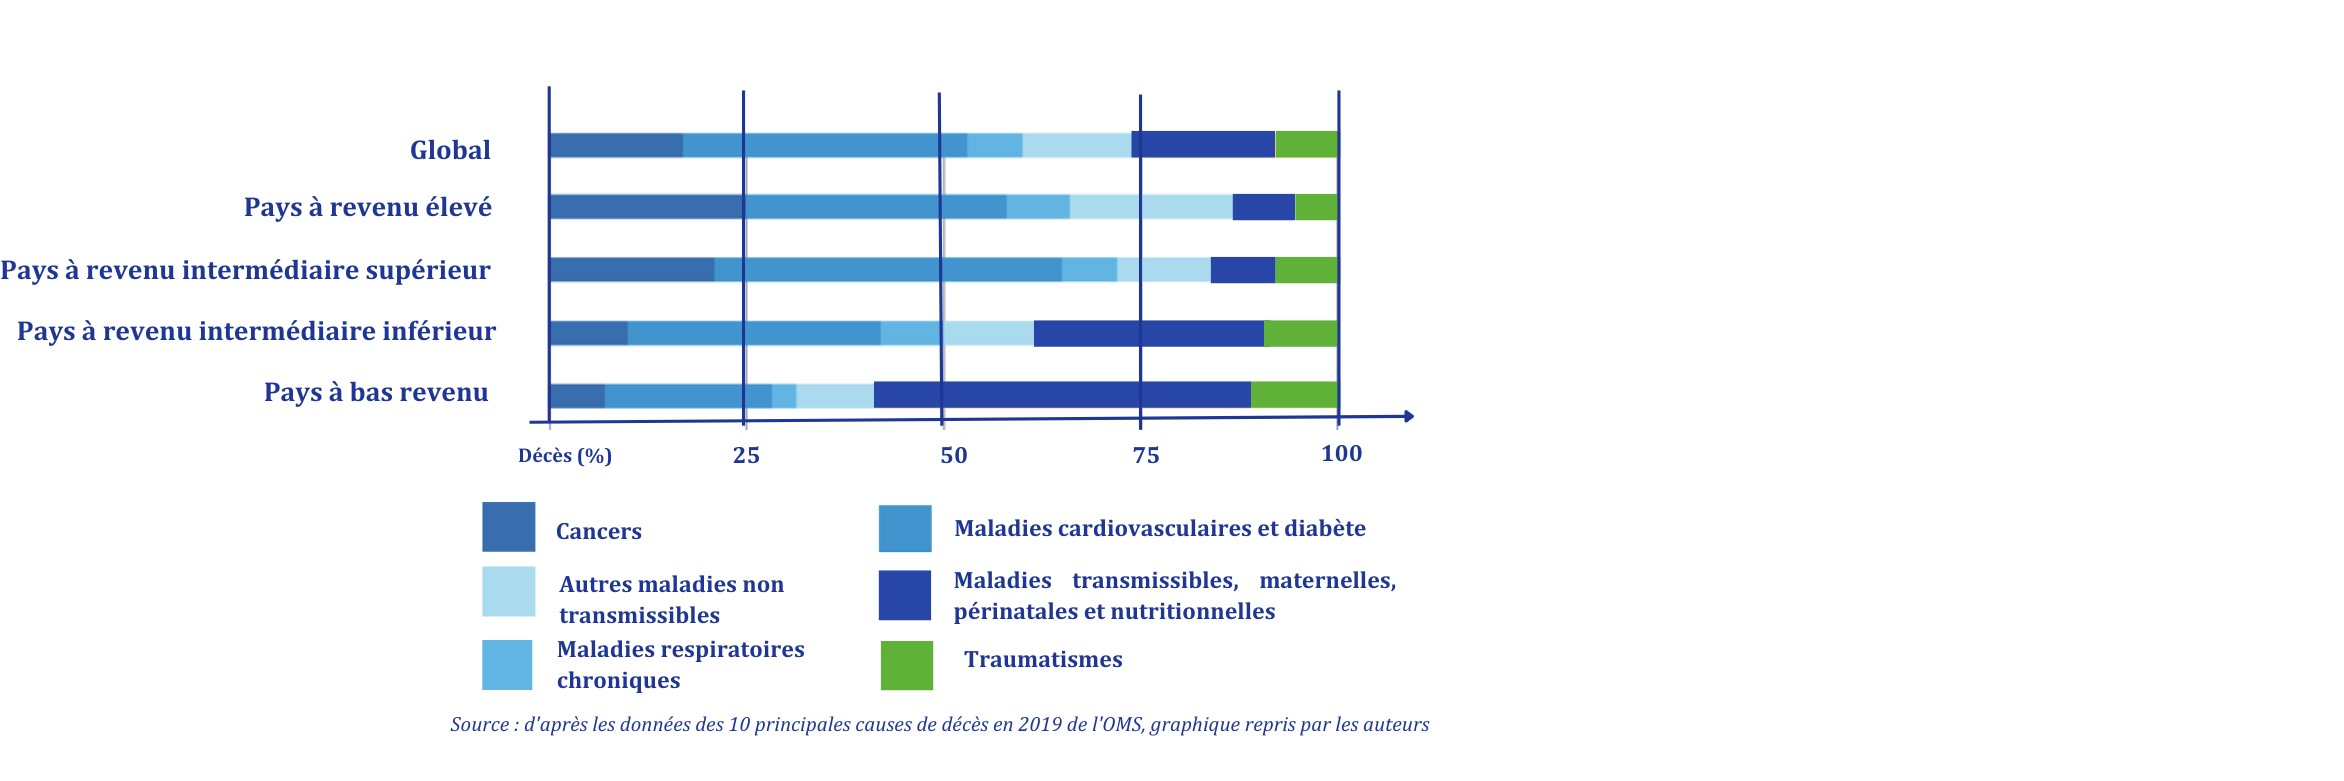 Global
Pays à revenu élevé
Pays à revenu intermédiaire supérieur
Pays à revenu intermédiaire inférieur
Pays à bas revenu
Décès (%)
25
50
75
100
Cancers
Maladies cardiovasculaires et diabète
Autres maladies non
transmissibles
Maladies transmissibles, maternelles,
périnatales et nutritionnelles
Maladies respiratoires
chroniques
Traumatismes
Source : d'après les données des 10 principales causes de décès en 2019 de l'OMS, graphique repris par les auteurs